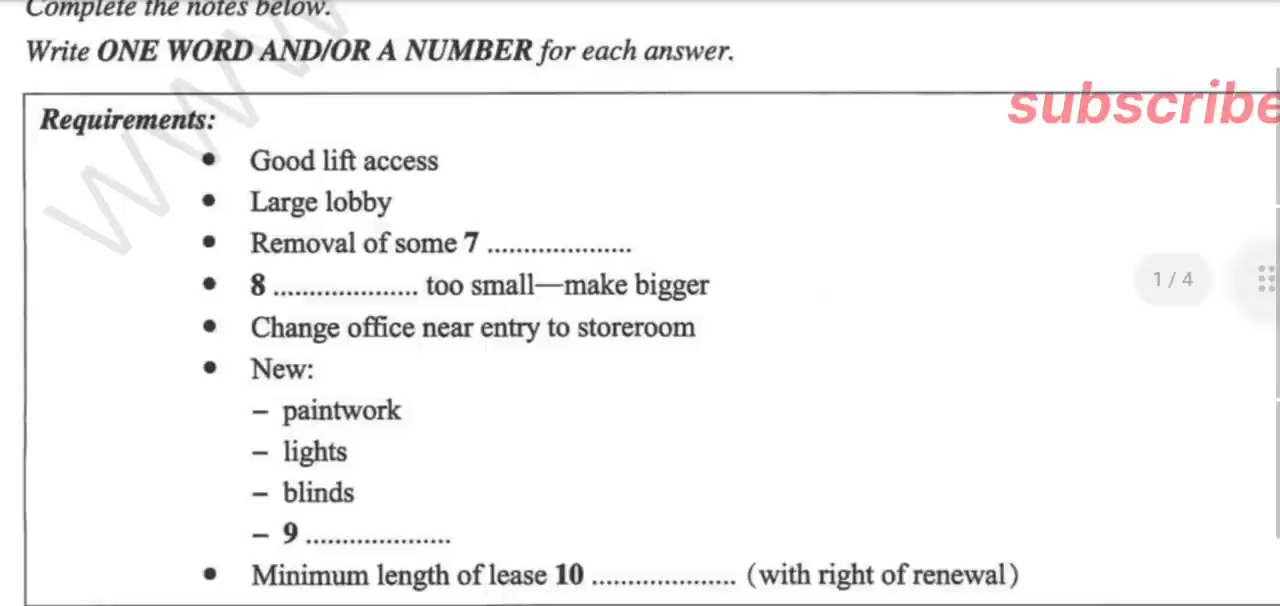 Complete the notes below.
Write ONE WORD AND/OR A NUMBER for each answer.
subscribe
Requirements:
• Good lift access
• Large lobby
• Removal of some 7 ....................
• 8 .................... too small—make bigger
• Change office near entry to storeroom
• New:
– paintwork
– lights
– blinds
– 9 ....................
• Minimum length of lease 10 .................... (with right of renewal)
1 / 4
www